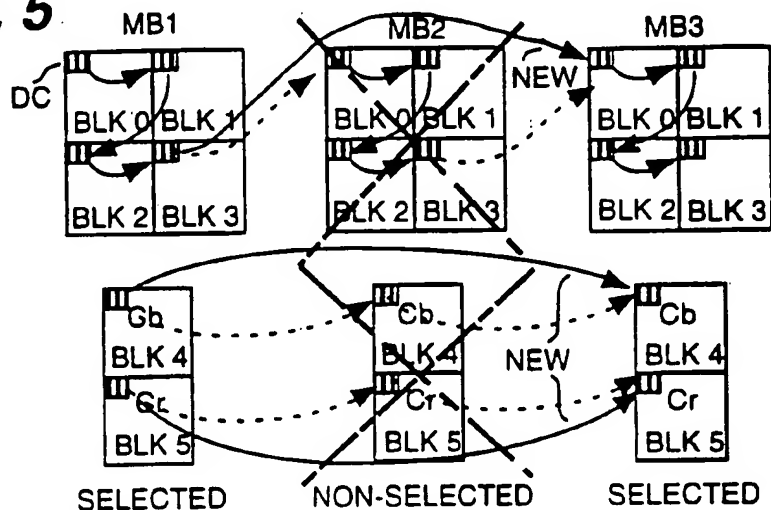 5
MB1 MB2 MB3
DC NEW
BLK 0 BLK 1 BLK 0 BLK 1 BLK 0 BLK 1
BLK 2 BLK 3 BLK 2 BLK 3 BLK 2 BLK 3
Cb Cb Cb
BLK 4 BLK 4 NEW BLK 4
Cr Cr Cr
BLK 5 BLK 5 BLK 5
SELECTED NON-SELECTED SELECTED